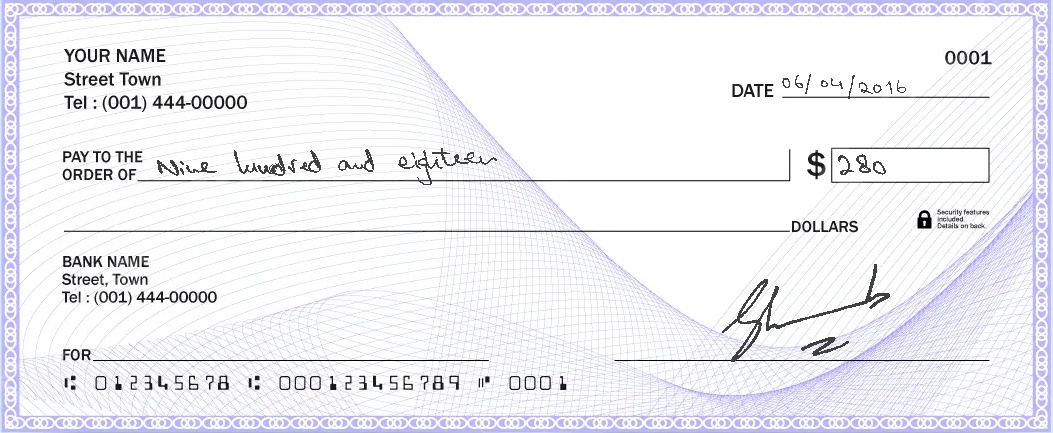 YOUR NAME
0001
Street Town
Tel : (001) 444-00000
DATE 06/04/2016
PAY TO THE
ORDER OF Nine hundred and eighteen $ 280
DOLLARS
Security features
included.
Details on back.
BANK NAME
Street, Town
Tel : (001) 444-00000
FOR
⑆ 012345678 ⑆ 000123456789 ⑈ 0001